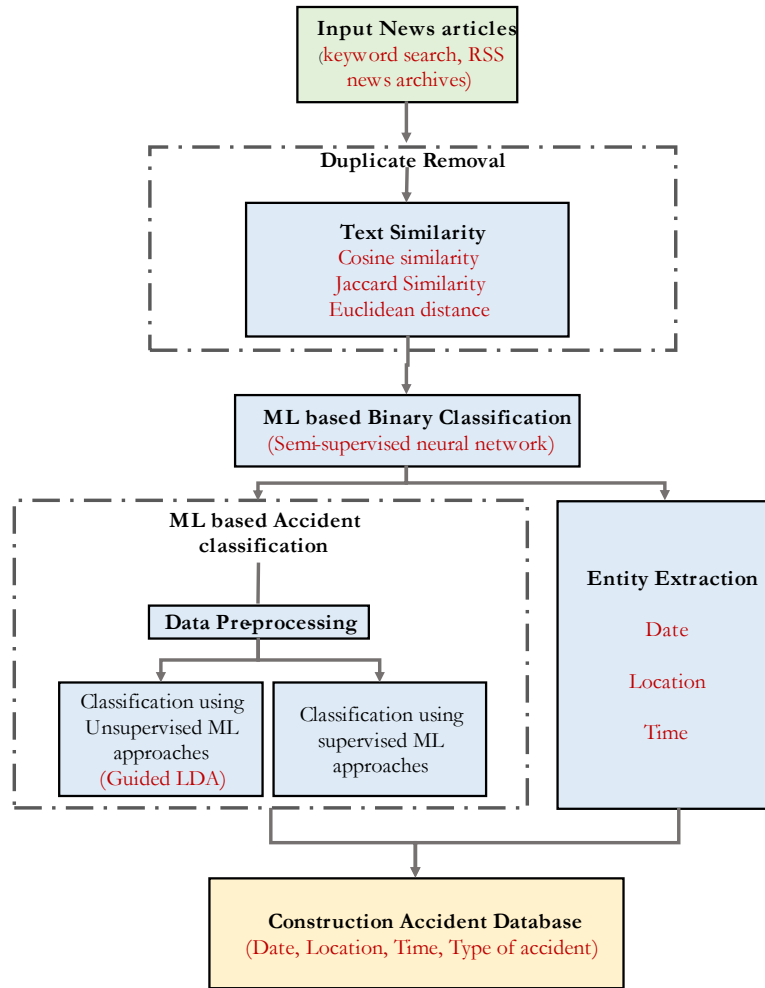 Input News articles
(keyword search, RSS
news archives)
Duplicate Removal
Text Similarity
Cosine similarity
Jaccard Similarity
Euclidean distance
ML based Binary Classification
(Semi-supervised neural network)
ML based Accident
classification
Data Pre-processing
Classification using
Unsupervised ML
approaches
(Guided LDA)
Classification using
supervised ML
approaches
Entity Extraction
Date
Location
Time
Construction Accident Database
(Date, Location, Time, Type of accident)